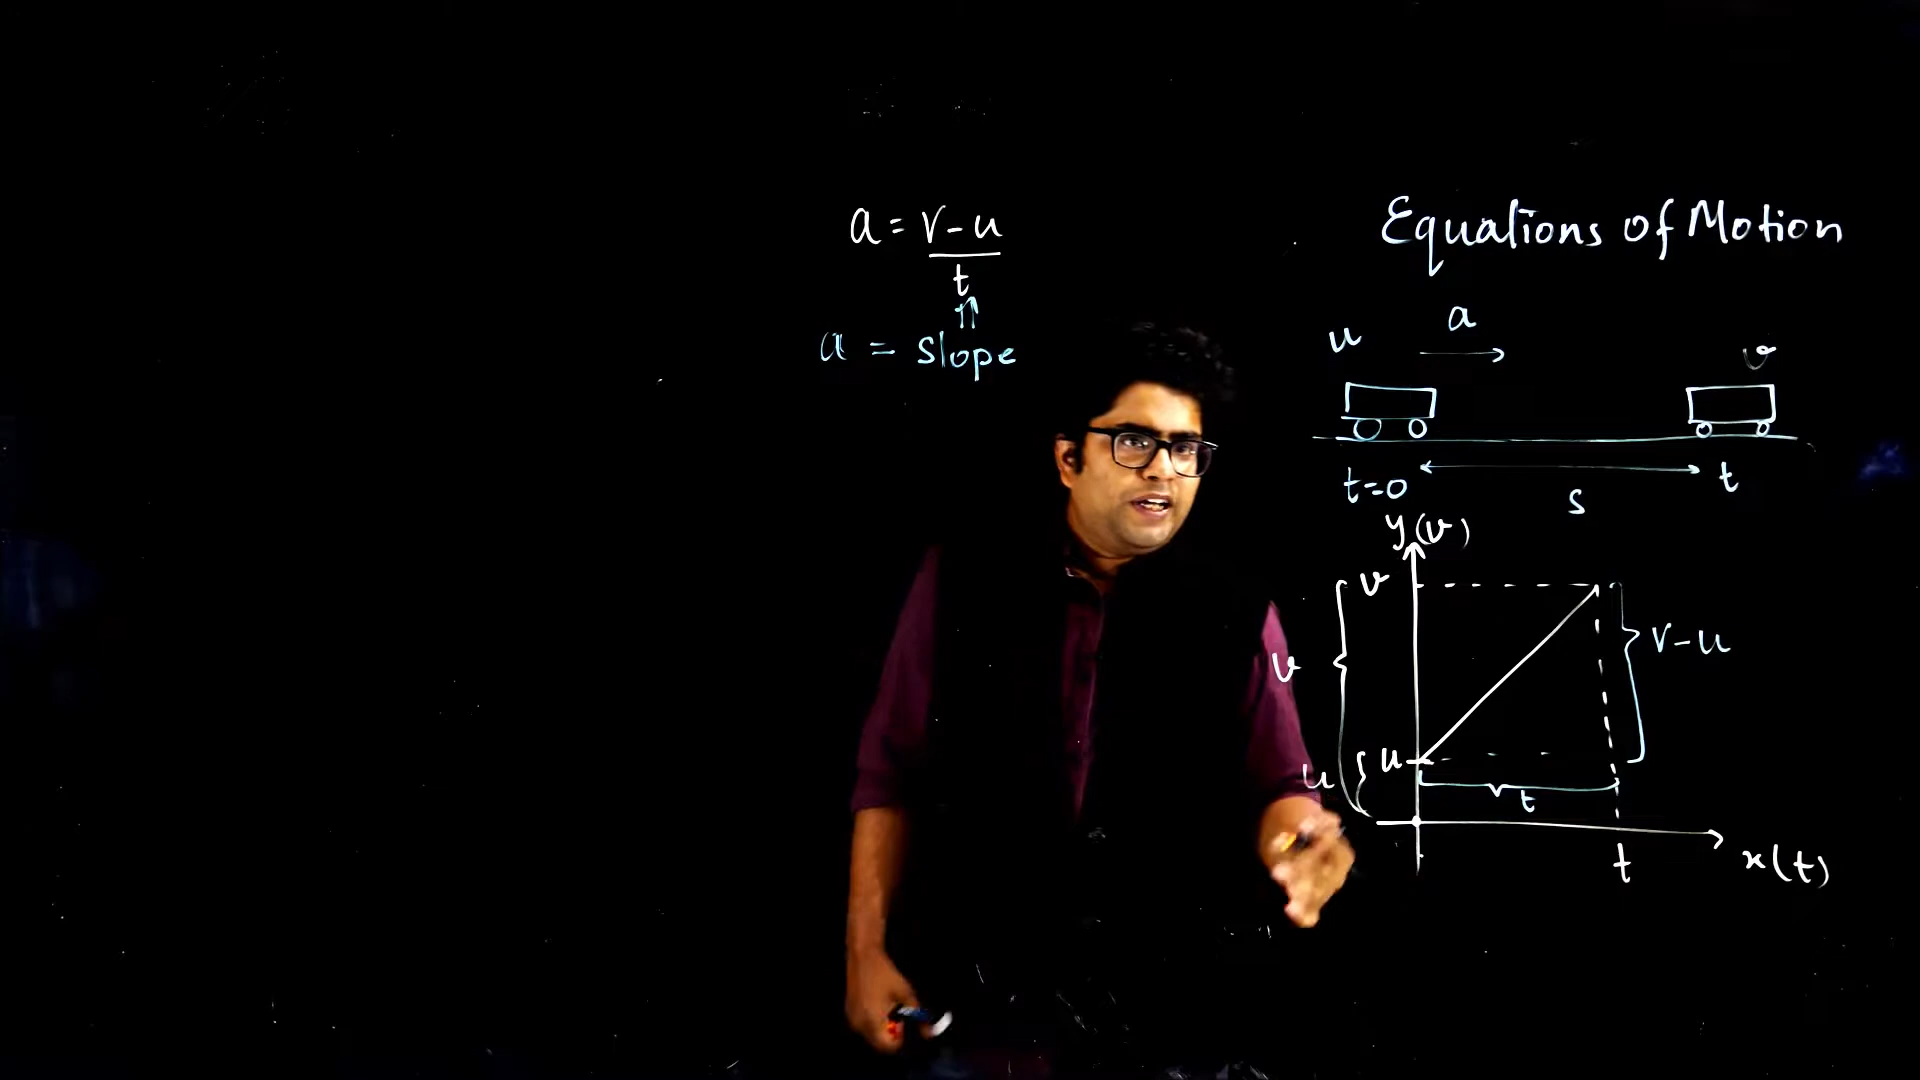 a = v - u
t
a = slope
Equations of Motion
u
a
v
t=0
s
t
y(v)
v
v
v-u
u
u
t
t
x(t)